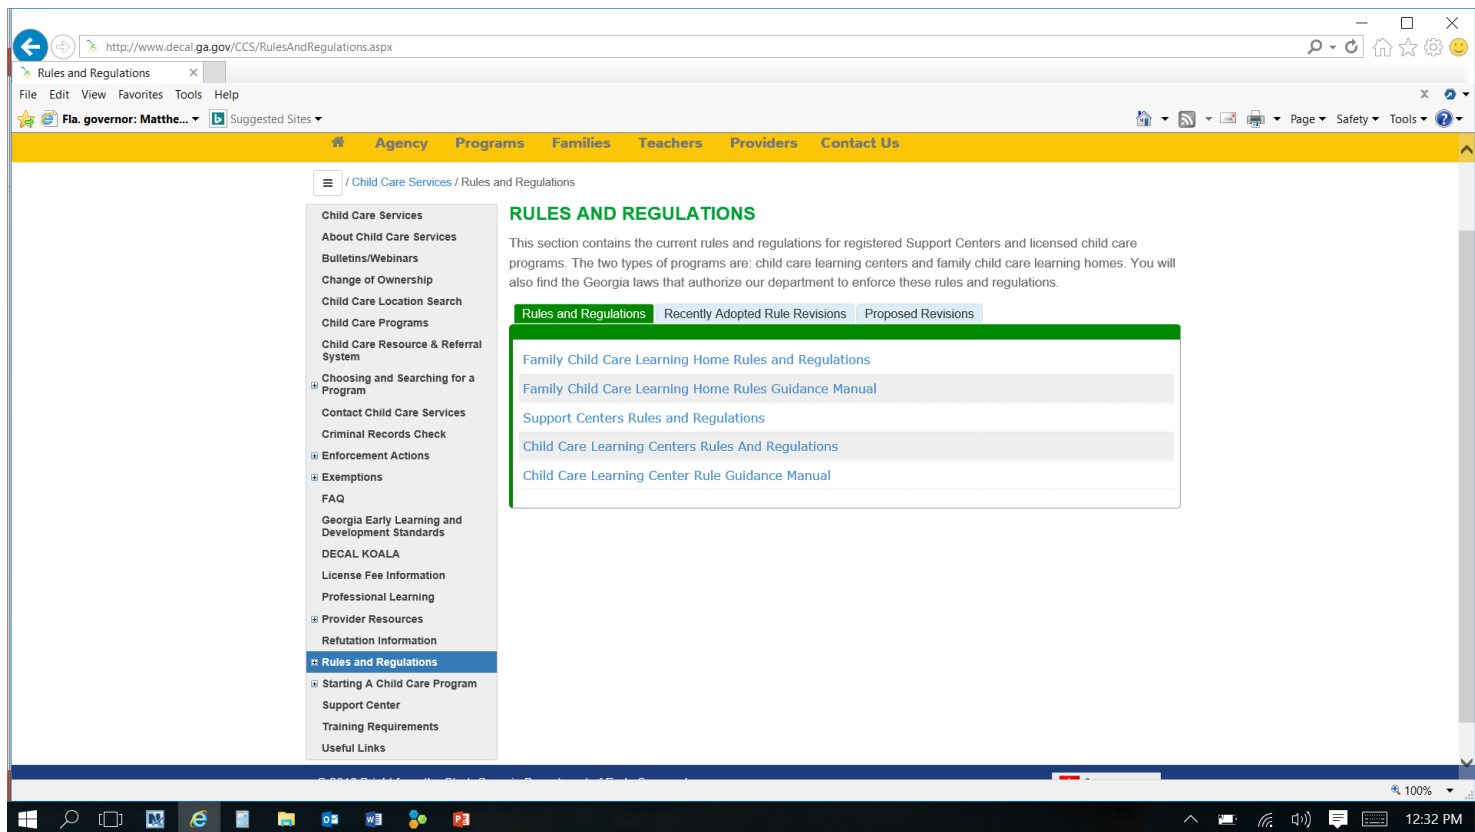 http://www.decal.ga.gov/CCS/RulesAndRegulations.aspx
Rules and Regulations
File Edit View Favorites Tools Help
Fla. governor: Matthe... Suggested Sites
Page Safety Tools
Agency Programs Families Teachers Providers Contact Us
/ Child Care Services / Rules and Regulations
Child Care Services
About Child Care Services
Bulletins/Webinars
Change of Ownership
Child Care Location Search
Child Care Programs
Child Care Resource & Referral
System
Choosing and Searching for a
Program
Contact Child Care Services
Criminal Records Check
Enforcement Actions
Exemptions
FAQ
Georgia Early Learning and
Development Standards
DECAL KOALA
License Fee Information
Professional Learning
Provider Resources
Refutation Information
Rules and Regulations
Starting A Child Care Program
Support Center
Training Requirements
Useful Links
RULES AND REGULATIONS
This section contains the current rules and regulations for registered Support Centers and licensed child care
programs. The two types of programs are: child care learning centers and family child care learning homes. You will
also find the Georgia laws that authorize our department to enforce these rules and regulations.
Rules and Regulations Recently Adopted Rule Revisions Proposed Revisions
Family Child Care Learning Home Rules and Regulations
Family Child Care Learning Home Rules Guidance Manual
Support Centers Rules and Regulations
Child Care Learning Centers Rules And Regulations
Child Care Learning Center Rule Guidance Manual
100%
12:32 PM